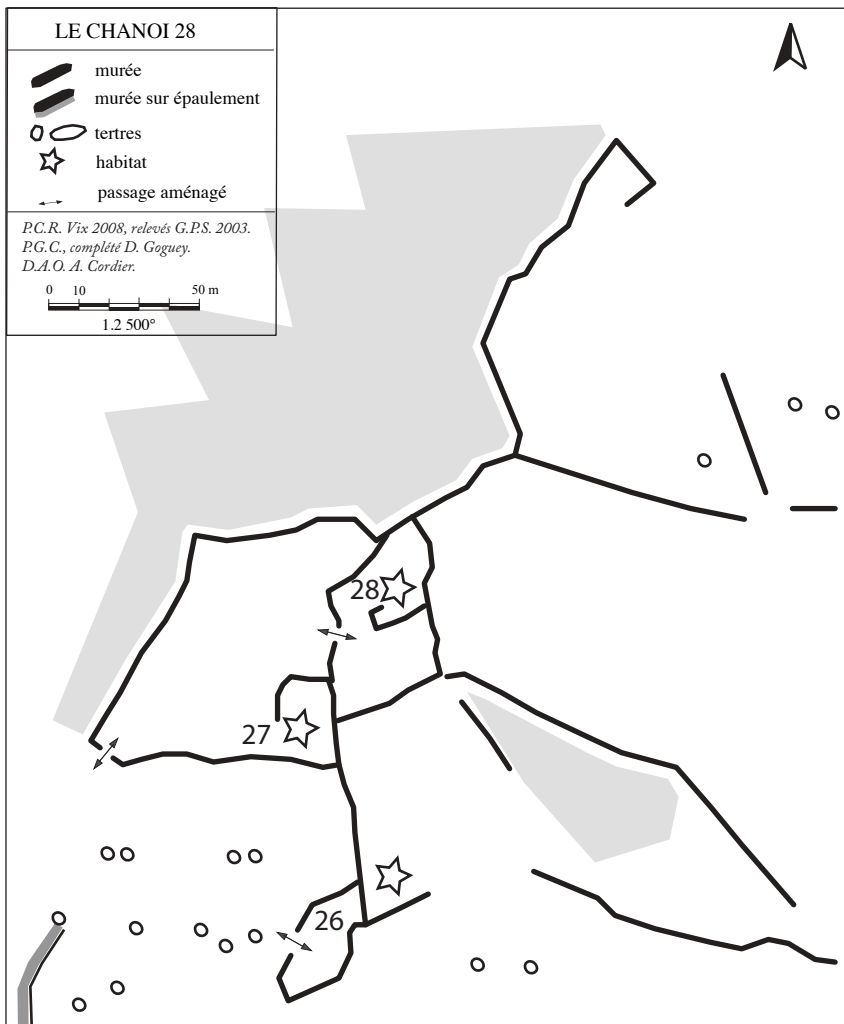 LE CHANOI 28
murée
murée sur épaulement
tertres
habitat
passage aménagé
P.C.R. Vix 2008, relevés G.P.S. 2003.
P.G.C., complété D. Goguey.
D.A.O. A. Cordier.
0 10 50 m
1.2 500°
28
27
26